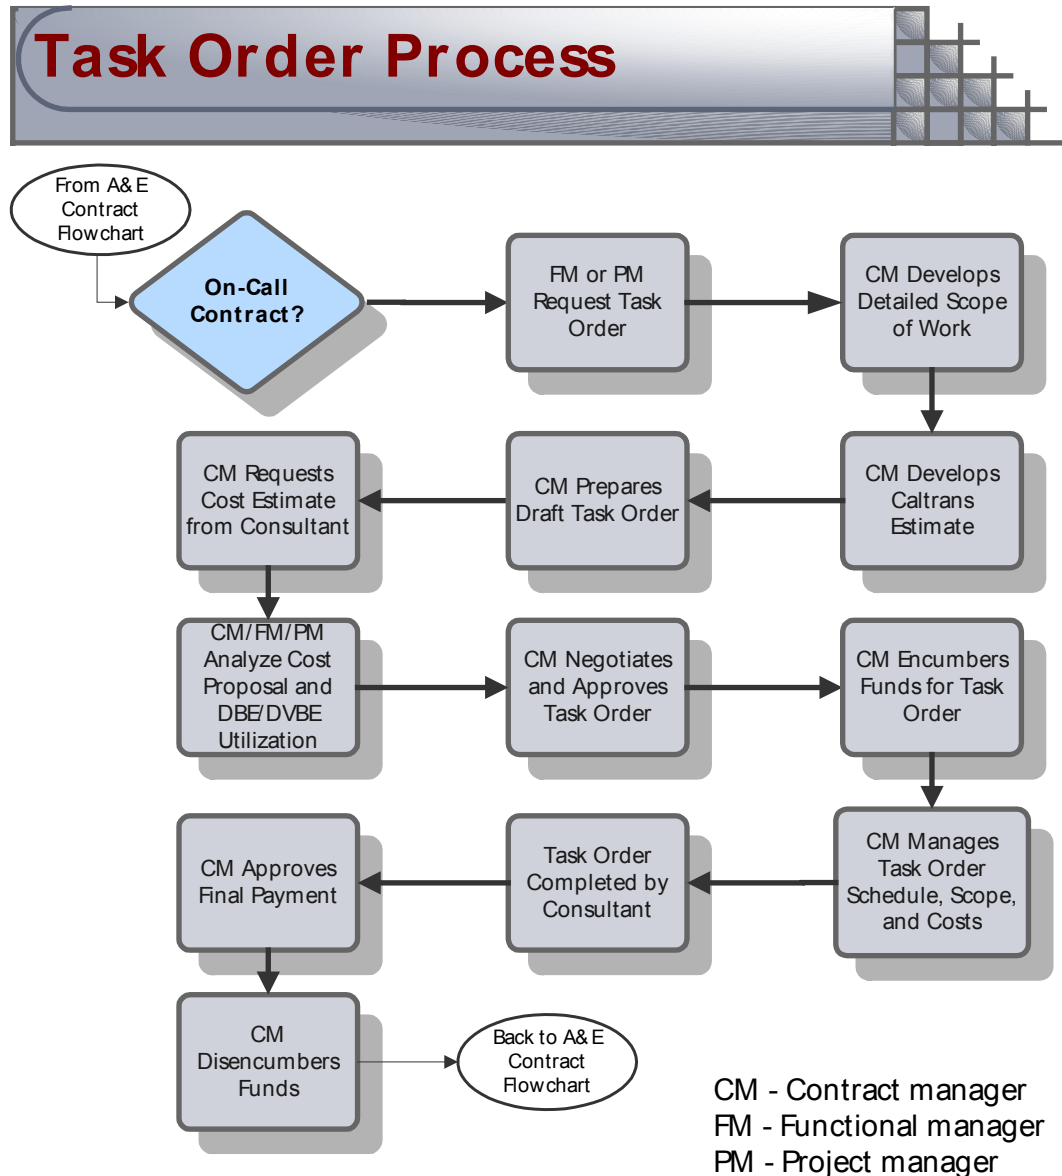 Task Order Process
From A&E
Contract
Flowchart
On-Call
Contract?
FM or PM
Request Task
Order
CM Develops
Detailed Scope
of Work
CM Develops
Caltrans
Estimate
CM Prepares
Draft Task Order
CM Requests
Cost Estimate
from Consultant
CM/FM/PM
Analyze Cost
Proposal and
DBE/DVBE
Utilization
CM Negotiates
and Approves
Task Order
CM Encumbers
Funds for Task
Order
CM Manages
Task Order
Schedule, Scope,
and Costs
Task Order
Completed by
Consultant
CM Approves
Final Payment
CM
Disencumbers
Funds
Back to A&E
Contract
Flowchart
CM - Contract manager
FM - Functional manager
PM - Project manager